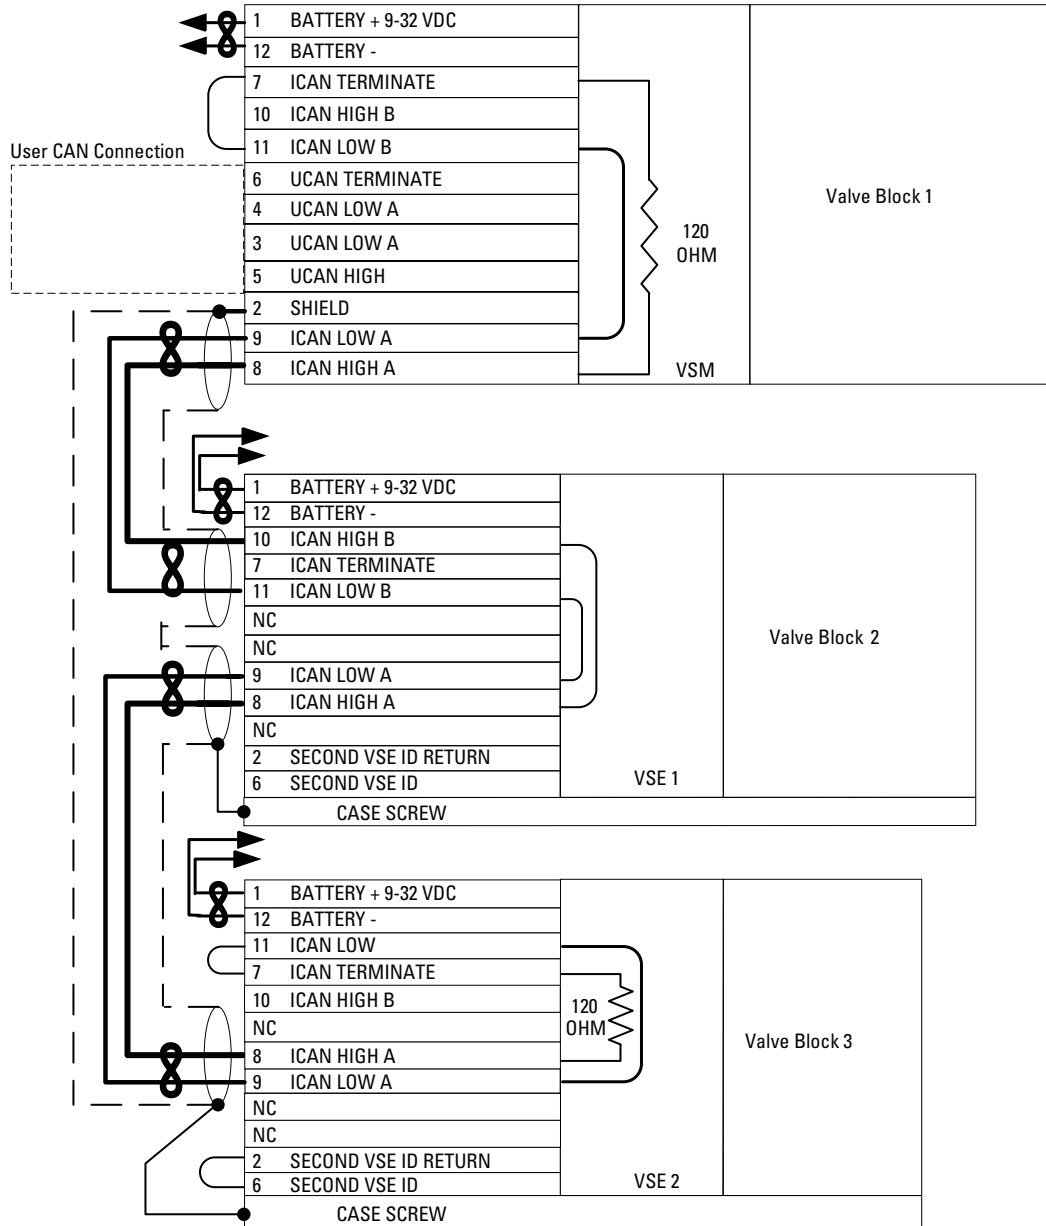 1 BATTERY + 9-32 VDC
12 BATTERY -
7 ICAN TERMINATE
10 ICAN HIGH B
User CAN Connection
11 ICAN LOW B
6 UCAN TERMINATE
4 UCAN LOW A
3 UCAN LOW A
5 UCAN HIGH
2 SHIELD
9 ICAN LOW A
8 ICAN HIGH A
120
OHM
VSM
Valve Block 1
1 BATTERY + 9-32 VDC
12 BATTERY -
10 ICAN HIGH B
7 ICAN TERMINATE
11 ICAN LOW B
NC
NC
9 ICAN LOW A
8 ICAN HIGH A
NC
2 SECOND VSE ID RETURN
6 SECOND VSE ID
CASE SCREW
VSE 1
Valve Block 2
1 BATTERY + 9-32 VDC
12 BATTERY -
11 ICAN LOW
7 ICAN TERMINATE
10 ICAN HIGH B
NC
8 ICAN HIGH A
9 ICAN LOW A
NC
NC
2 SECOND VSE ID RETURN
6 SECOND VSE ID
CASE SCREW
120
OHM
VSE 2
Valve Block 3